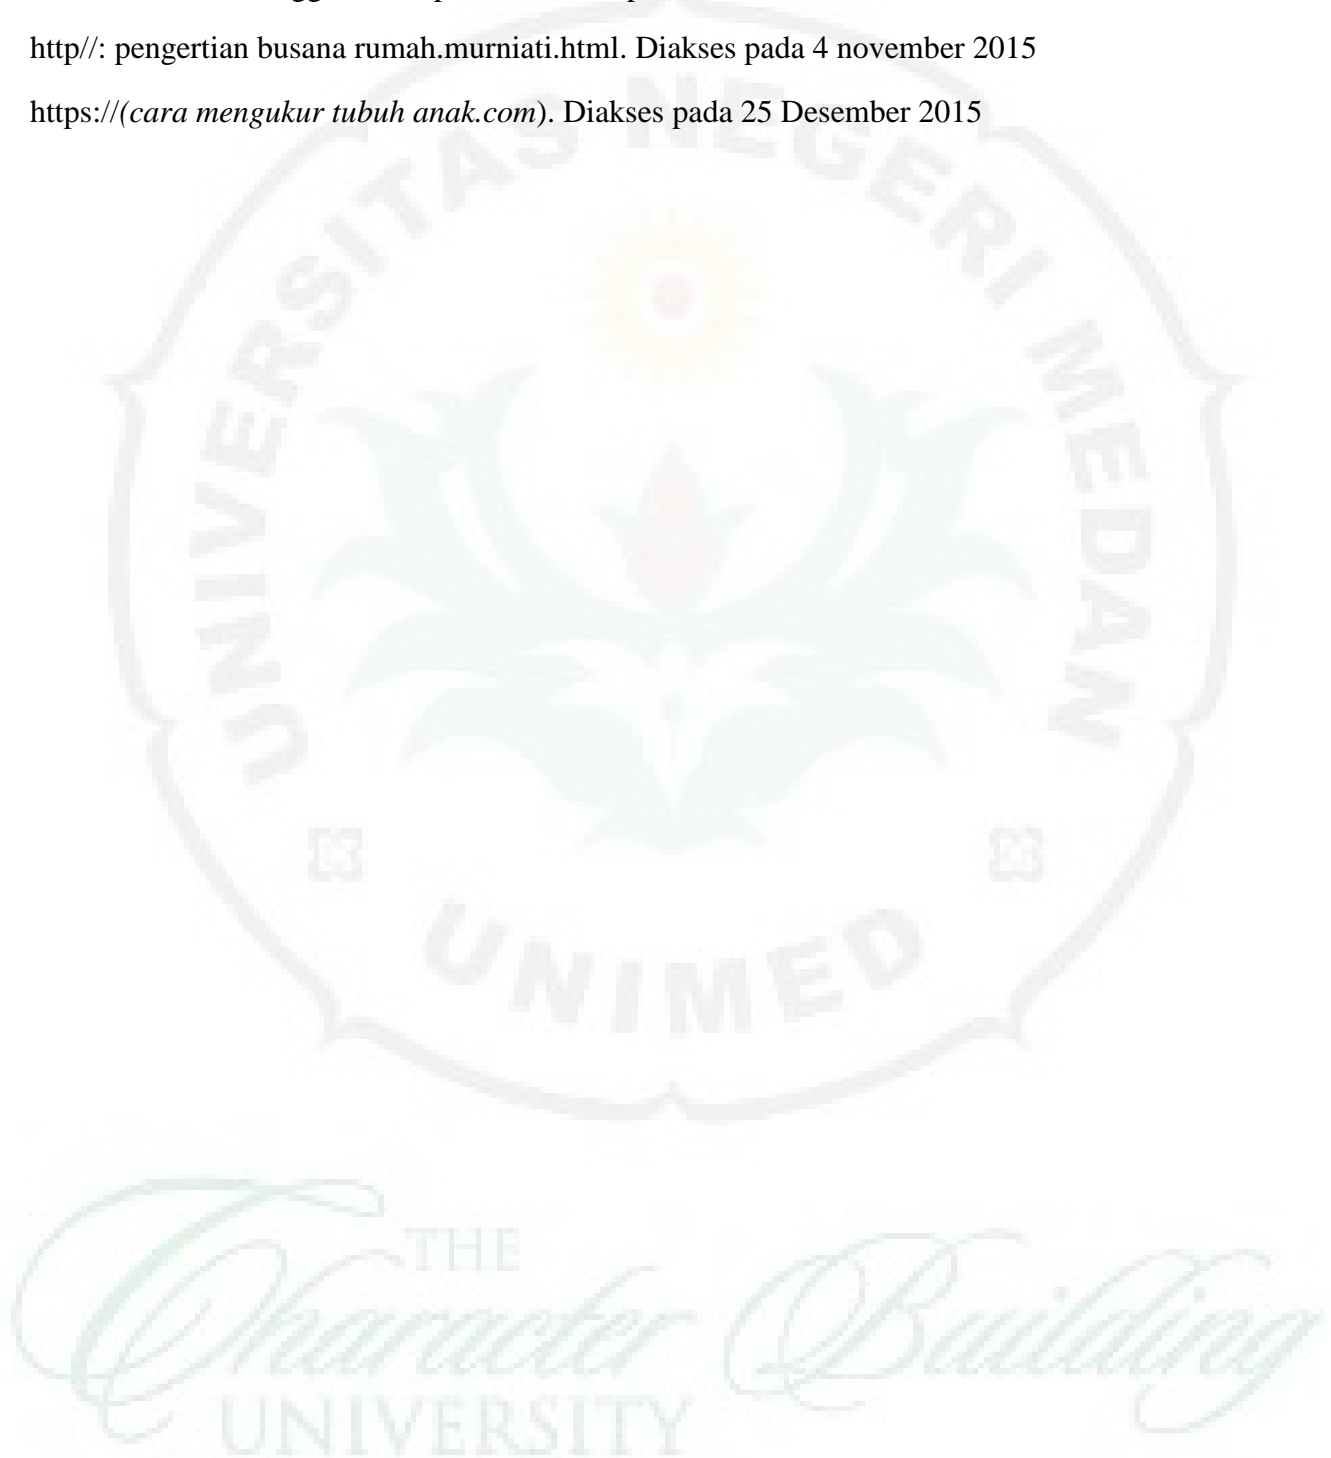 http//: pengertian busana rumah.murniati.html. Diakses pada 4 november 2015
https://(cara mengukur tubuh anak.com). Diakses pada 25 Desember 2015
UNIVERSITAS NEGERI MEDAN
UNIMED
THE
Character Building
UNIVERSITY